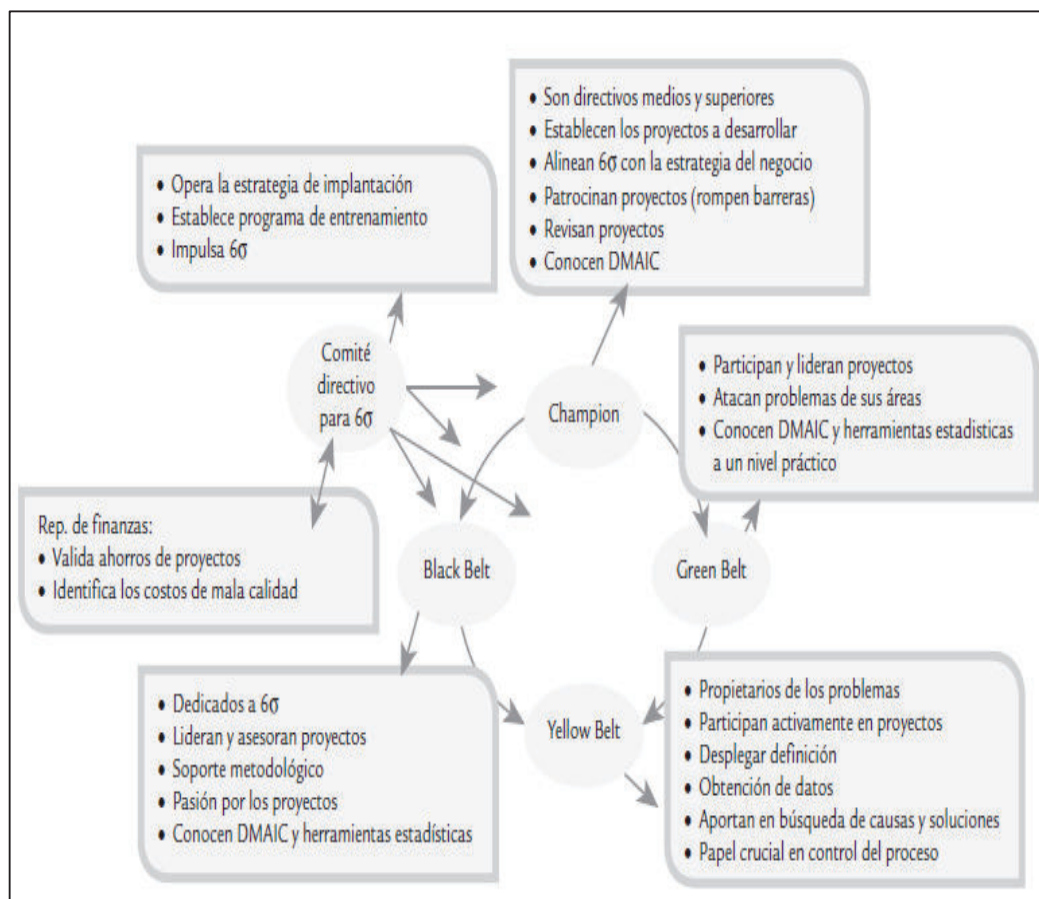 • Son directivos medios y superiores
• Establecen los proyectos a desarrollar
• Alinean 6σ con la estrategia del negocio
• Patrocinan proyectos (rompen barreras)
• Revisan proyectos
• Conocen DMAIC
• Opera la estrategia de implantación
• Establece programa de entrenamiento
• Impulsa 6σ
Comité
directivo
para 6σ
Champion
• Participan y lideran proyectos
• Atacan problemas de sus áreas
• Conocen DMAIC y herramientas estadisticas
a un nivel práctico
Rep. de finanzas:
• Valida ahorros de proyectos
• Identifica los costos de mala calidad
Black Belt
Green Belt
• Dedicados a 6σ
• Lideran y asesoran proyectos
• Soporte metodológico
• Pasión por los proyectos
• Conocen DMAIC y herramientas estadísticas
Yellow Belt
• Propietarios de los problemas
• Participan activamente en proyectos
• Desplegar definición
• Obtención de datos
• Aportan en búsqueda de causas y soluciones
• Papel crucial en control del proceso